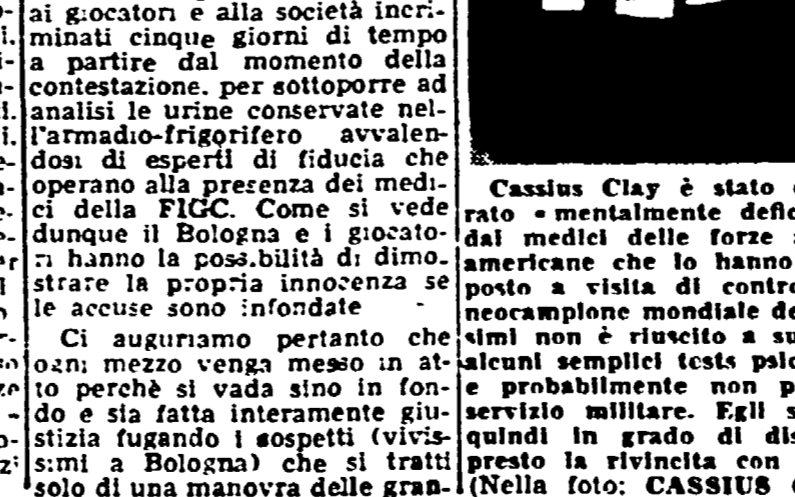 ai giocatori e alla società incri-
minati cinque giorni di tempo
a partire dal momento della
contestazione, per sottoporre ad
analisi le urine conservate nel-
l'armadio-frigorifero avvalen-
dosi di esperti di fiducia che
operano alla presenza dei medi-
ci della FIGC. Come si vede
dunque il Bologna e i giocato-
ri hanno la possibilità di dimo-
strare la propria innocenza se
le accuse sono infondate
Ci auguriamo pertanto che
ogni mezzo venga messo in at-
to perchè si vada sino in fon-
do e sia fatta interamente giu-
stizia fugando i sospetti (vivis-
simi a Bologna) che si tratti
solo di una manovra delle gran-
Cassius Clay è stato
rato « mentalmente defic
dai medici delle forze
americane che lo hanno
posto a visita di contro
neocampione mondiale de
simi non è riuscito a su
alcuni semplici tests psic
e probabilmente non p
servizio militare. Egli s
quindi in grado di dis
presto la rivincita con
(Nella foto: CASSIUS